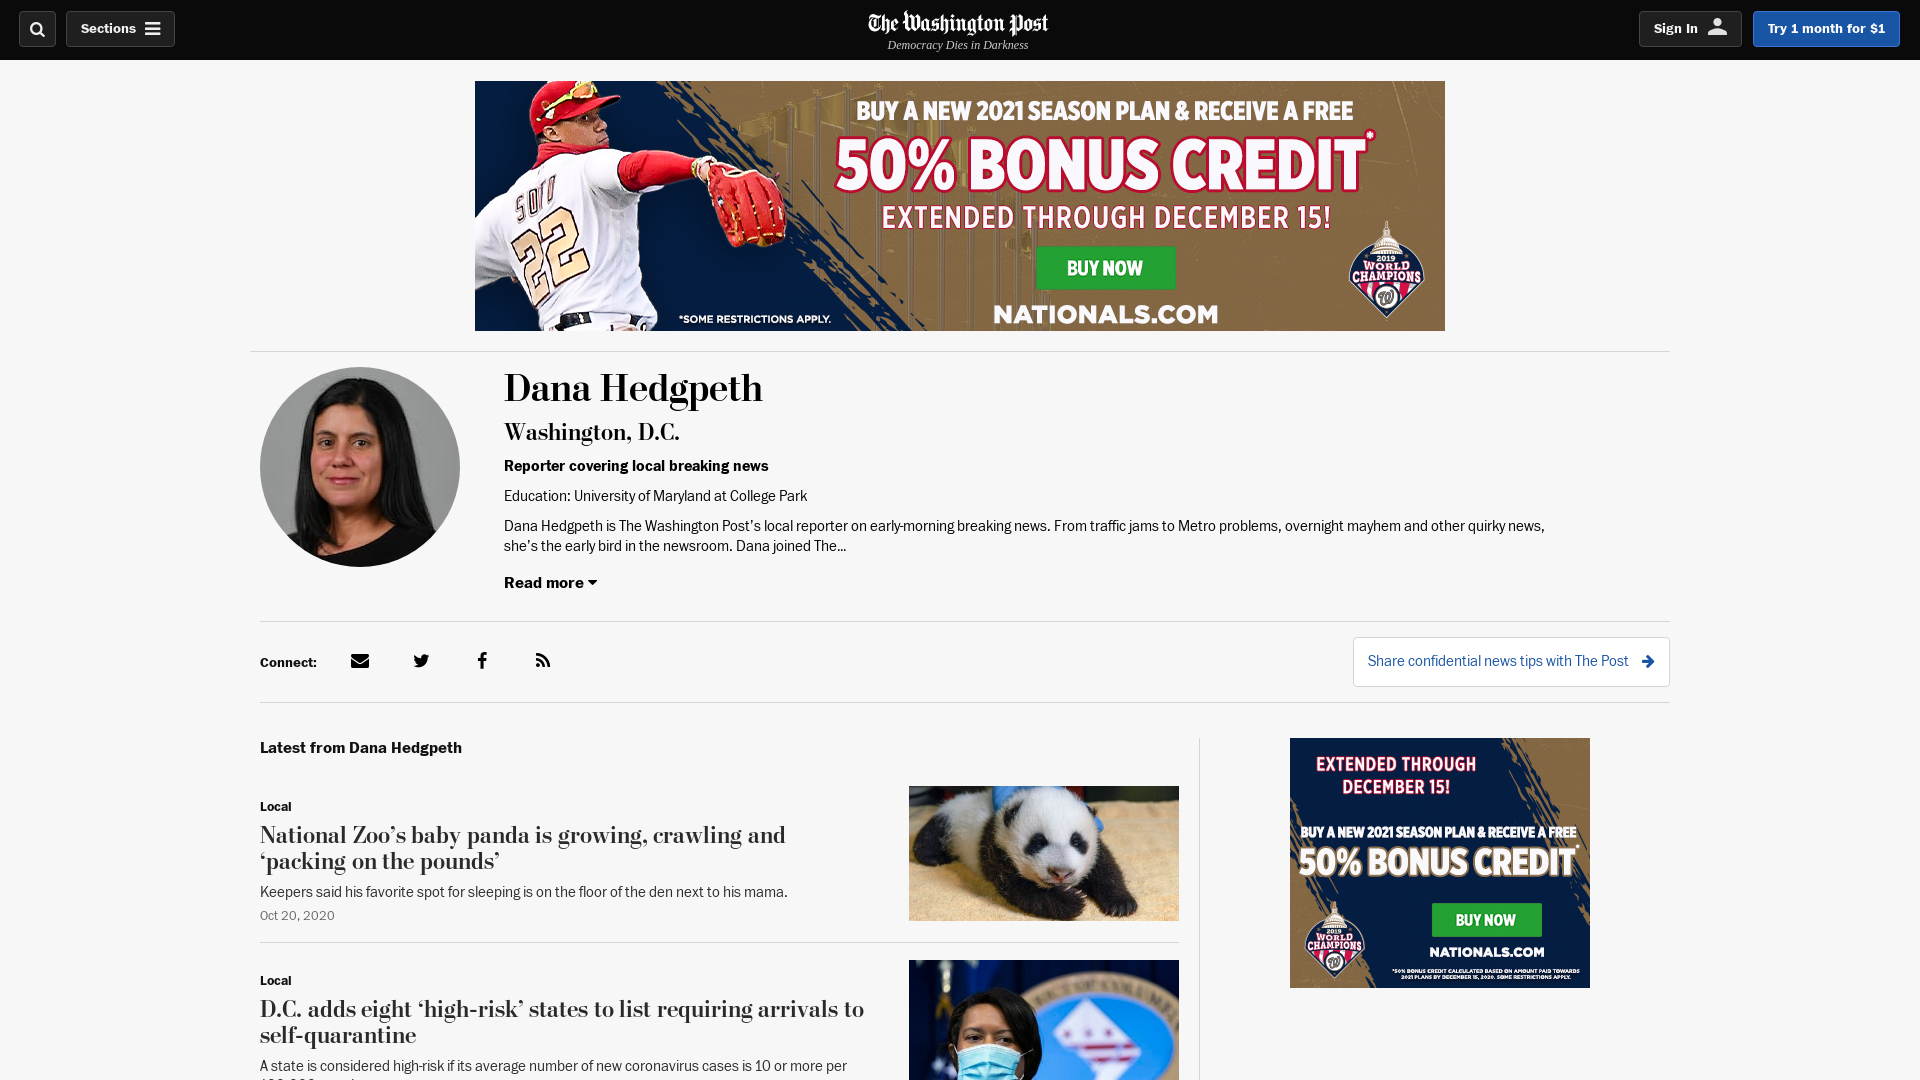 Sections
The Washington Post
Democracy Dies in Darkness
Sign In
Try 1 month for $1
BUY A NEW 2021 SEASON PLAN & RECEIVE A FREE
50% BONUS CREDIT*
EXTENDED THROUGH DECEMBER 15!
BUY NOW
NATIONALS.COM
*SOME RESTRICTIONS APPLY.
SOTO
22
2019
WORLD
CHAMPIONS
W
Dana Hedgpeth
Washington, D.C.
Reporter covering local breaking news
Education: University of Maryland at College Park
Dana Hedgpeth is The Washington Post's local reporter on early-morning breaking news. From traffic jams to Metro problems, overnight mayhem and other quirky news,
she's the early bird in the newsroom. Dana joined The...
Read more
Connect:
Share confidential news tips with The Post
Latest from Dana Hedgpeth
Local
National Zoo’s baby panda is growing, crawling and
‘packing on the pounds’
Keepers said his favorite spot for sleeping is on the floor of the den next to his mama.
Oct 20, 2020
Local
D.C. adds eight ‘high-risk’ states to list requiring arrivals to
self-quarantine
A state is considered high-risk if its average number of new coronavirus cases is 10 or more per
EXTENDED THROUGH
DECEMBER 15!
BUY A NEW 2021 SEASON PLAN & RECEIVE A FREE
50% BONUS CREDIT*
BUY NOW
NATIONALS.COM
2019
WORLD
CHAMPIONS
W
*50% BONUS CREDIT CALCULATED BASED ON AMOUNT PAID TOWARDS
2021 PLANS BY DECEMBER 15, 2020. SOME RESTRICTIONS APPLY.